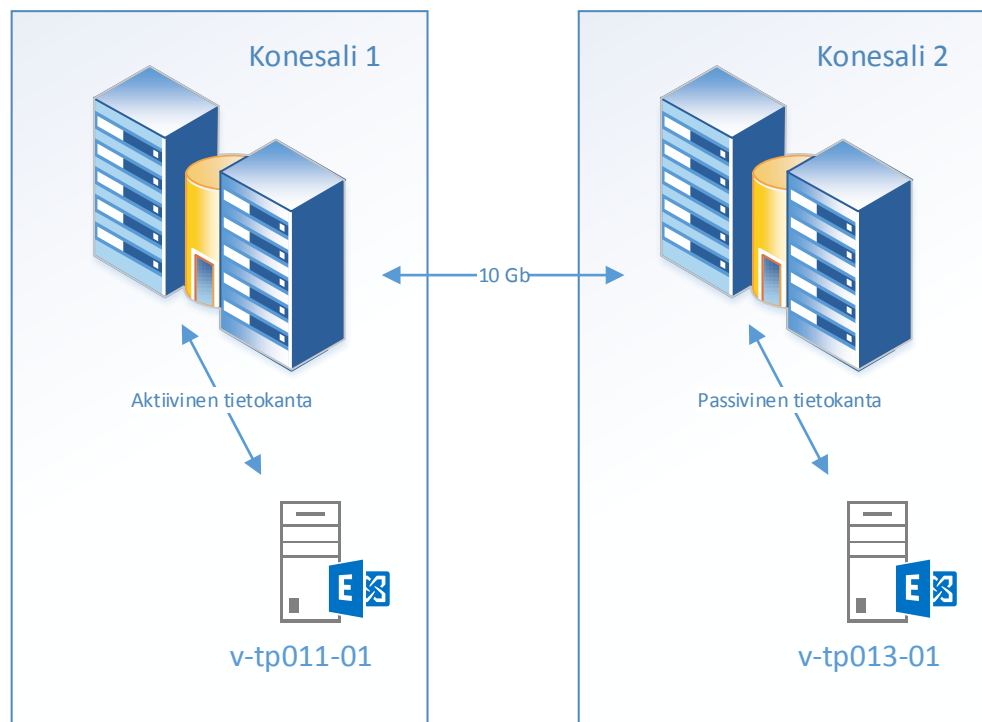 Konesali 1
Konesali 2
10 Gb
Aktiivinen tietokanta
Passivinen tietokanta
E
E
v-tp011-01
v-tp013-01